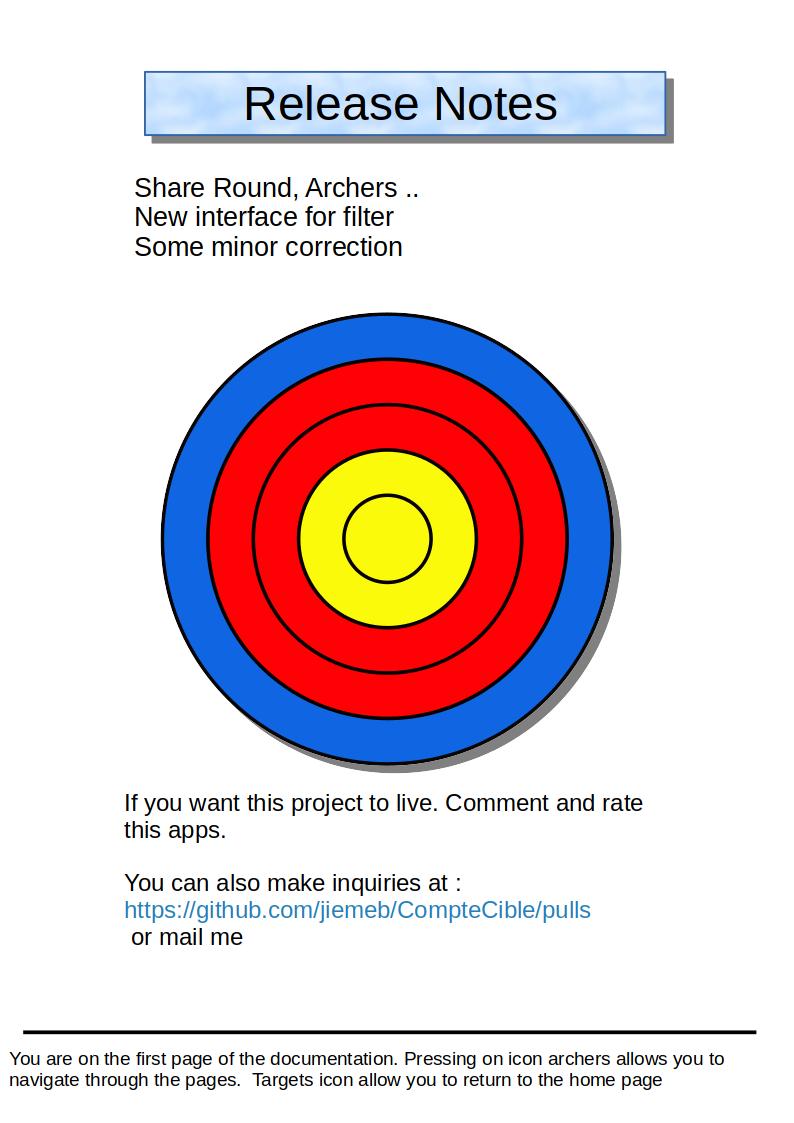 Release Notes
Share Round, Archers ..
New interface for filter
Some minor correction
If you want this project to live. Comment and rate
this apps.
You can also make inquiries at :
https://github.com/jiemeb/CompteCible/pulls
or mail me
You are on the first page of the documentation. Pressing on icon archers allows you to
navigate through the pages.  Targets icon allow you to return to the home page